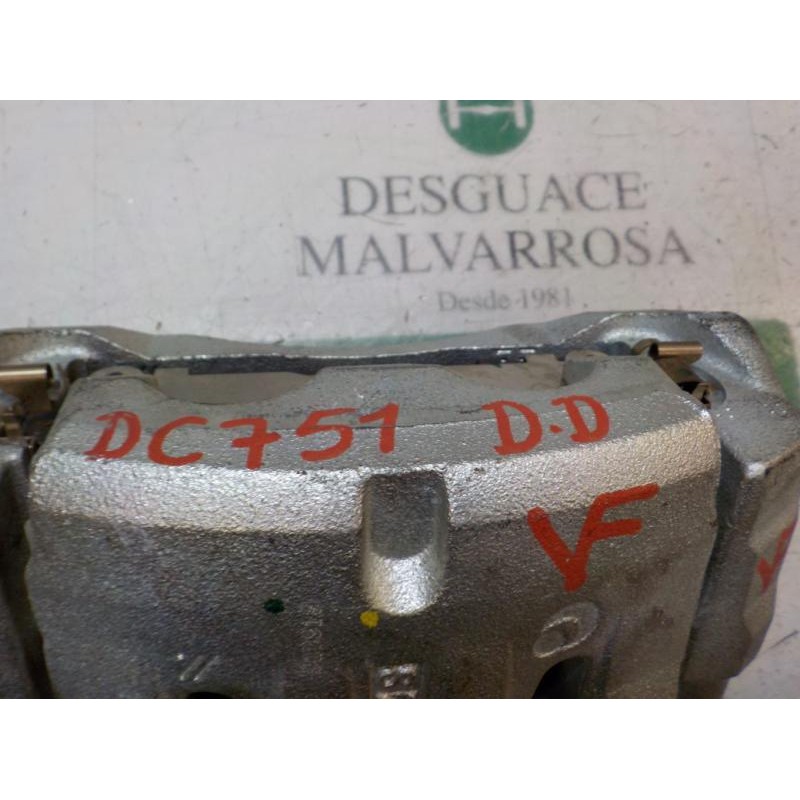 DESGUACE
MALVARROSA
Desde 1981
DC751 D.D
VF